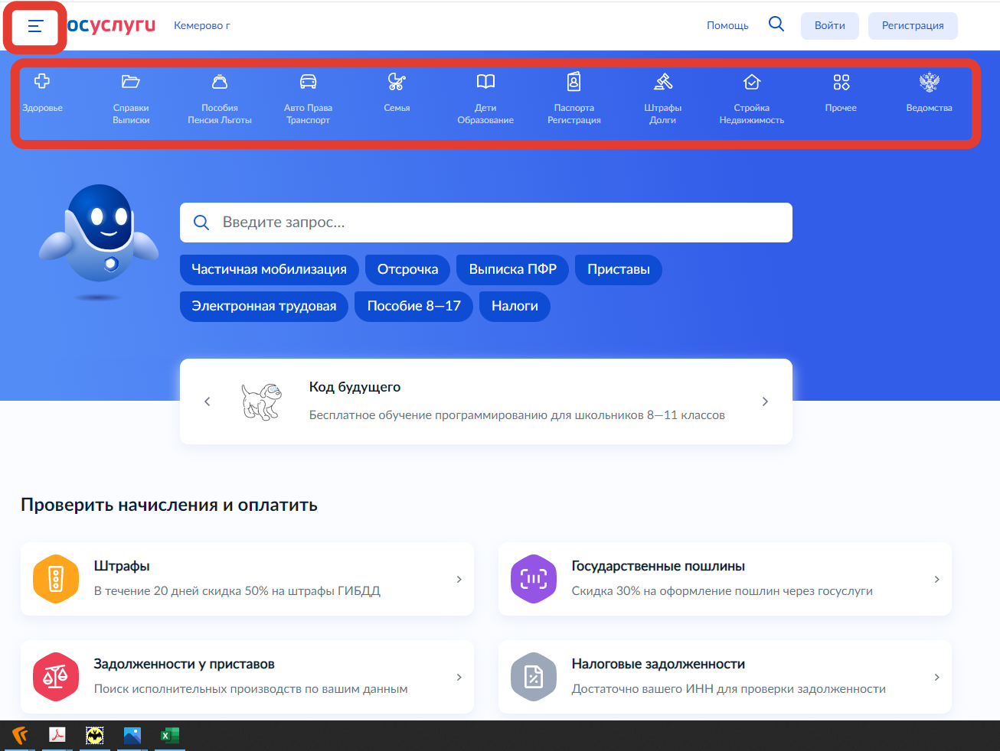 осуслуги Кемерово г Помощь Войти Регистрация
Здоровье
Справки
Выписки
Пособия
Пенсия Льготы
Авто Права
Транспорт
Семья
Дети
Образование
Паспорта
Регистрация
Штрафы
Долги
Стройка
Недвижимость
Прочее
Ведомства
Введите запрос...
Частичная мобилизация Отсрочка Выписка ПФР Приставы
Электронная трудовая Пособие 8—17 Налоги
Код будущего
Бесплатное обучение программированию для школьников 8—11 классов
Проверить начисления и оплатить
Штрафы
В течение 20 дней скидка 50% на штрафы ГИБДД
Государственные пошлины
Скидка 30% на оформление пошлин через госуслуги
Задолженности у приставов
Поиск исполнительных производств по вашим данным
Налоговые задолженности
Достаточно вашего ИНН для проверки задолженности